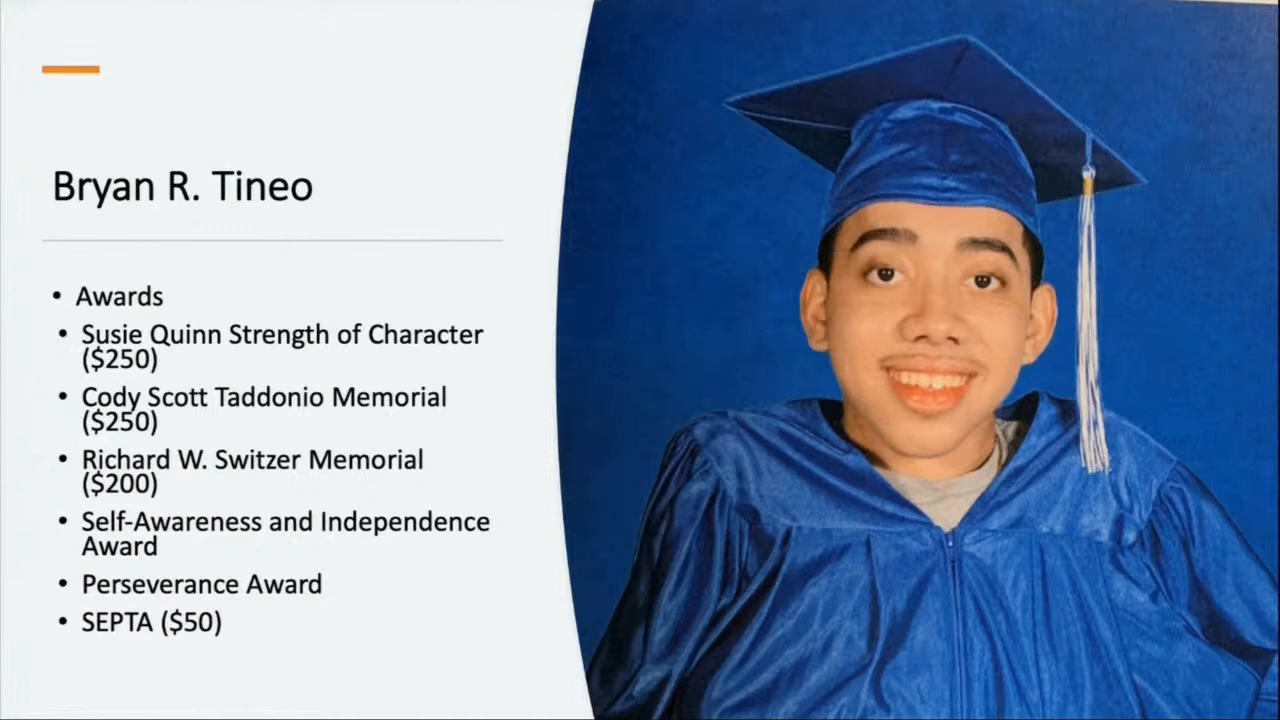 Bryan R. Tineo
• Awards
• Susie Quinn Strength of Character
($250)
• Cody Scott Taddonio Memorial
($250)
• Richard W. Switzer Memorial
($200)
• Self-Awareness and Independence
Award
• Perseverance Award
• SEPTA ($50)